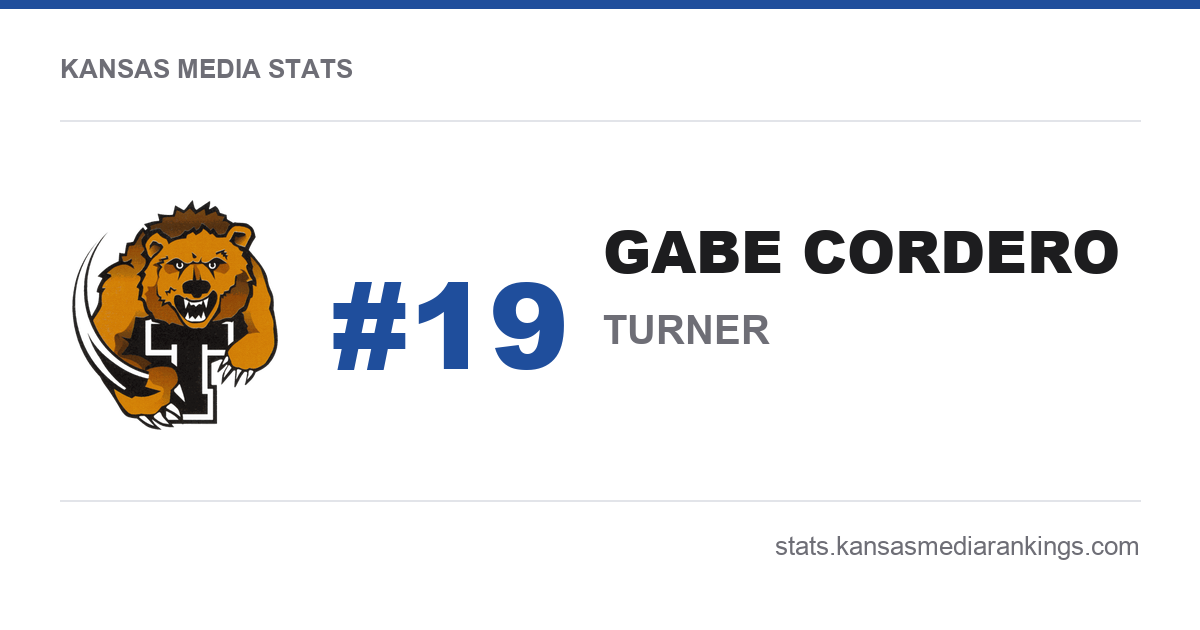 KANSAS MEDIA STATS
T
#19
GABE CORDERO
TURNER
stats.kansasmediarankings.com